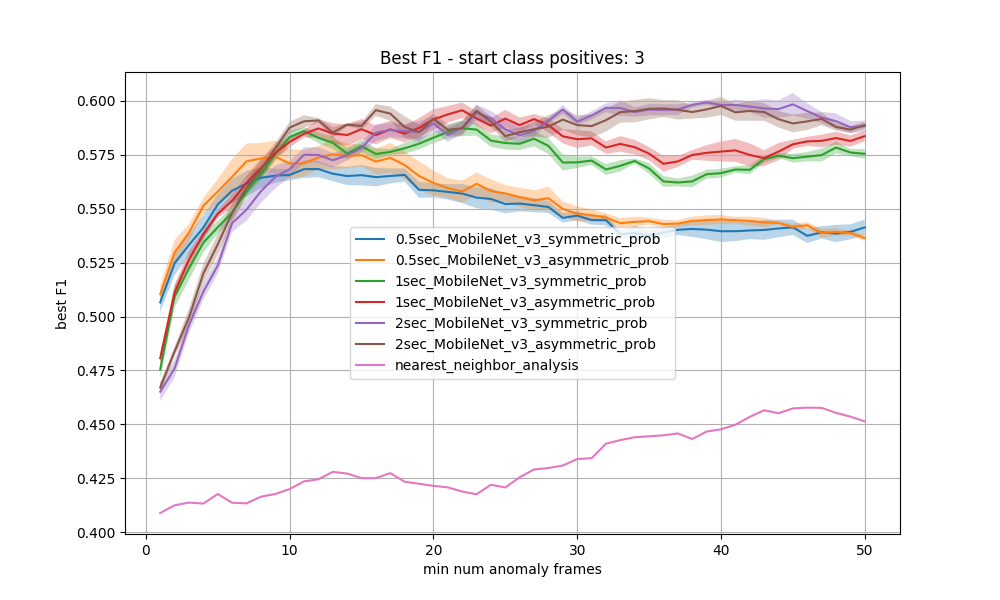 Best F1 - start class positives: 3
best F1
0.600
0.575
0.550
0.525
0.500
0.475
0.450
0.425
0.400
0.5sec_MobileNet_v3_symmetric_prob
0.5sec_MobileNet_v3_asymmetric_prob
1sec_MobileNet_v3_symmetric_prob
1sec_MobileNet_v3_asymmetric_prob
2sec_MobileNet_v3_symmetric_prob
2sec_MobileNet_v3_asymmetric_prob
nearest_neighbor_analysis
0 10 20 30 40 50
min num anomaly frames